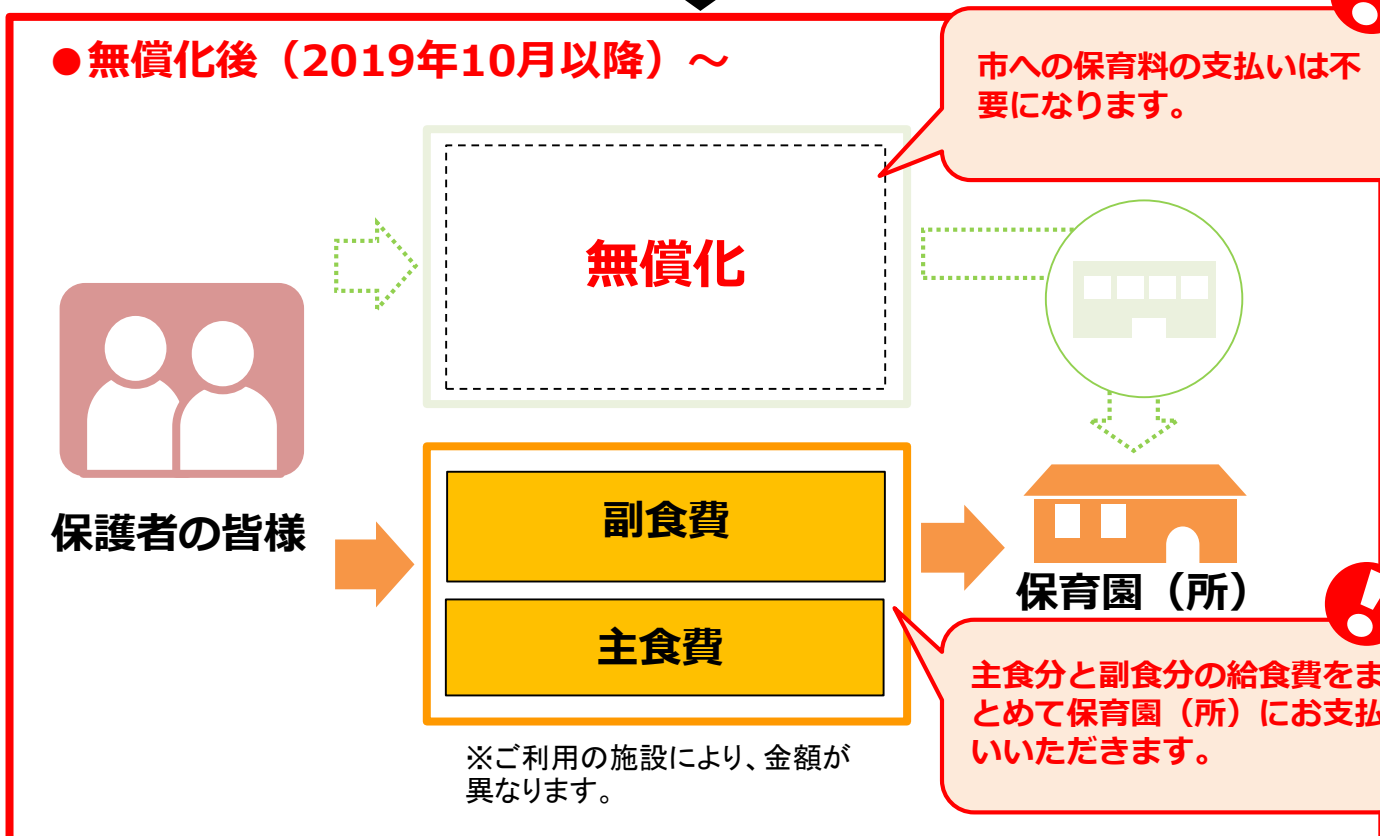 ●無償化後（2019年10月以降）～
市への保育料の支払いは不
要になります。
無償化
保護者の皆様
副食費
主食費
保育園（所）
主食分と副食分の給食費をま
とめて保育園（所）にお支払
いいただきます。
※ご利用の施設により、金額が
異なります。